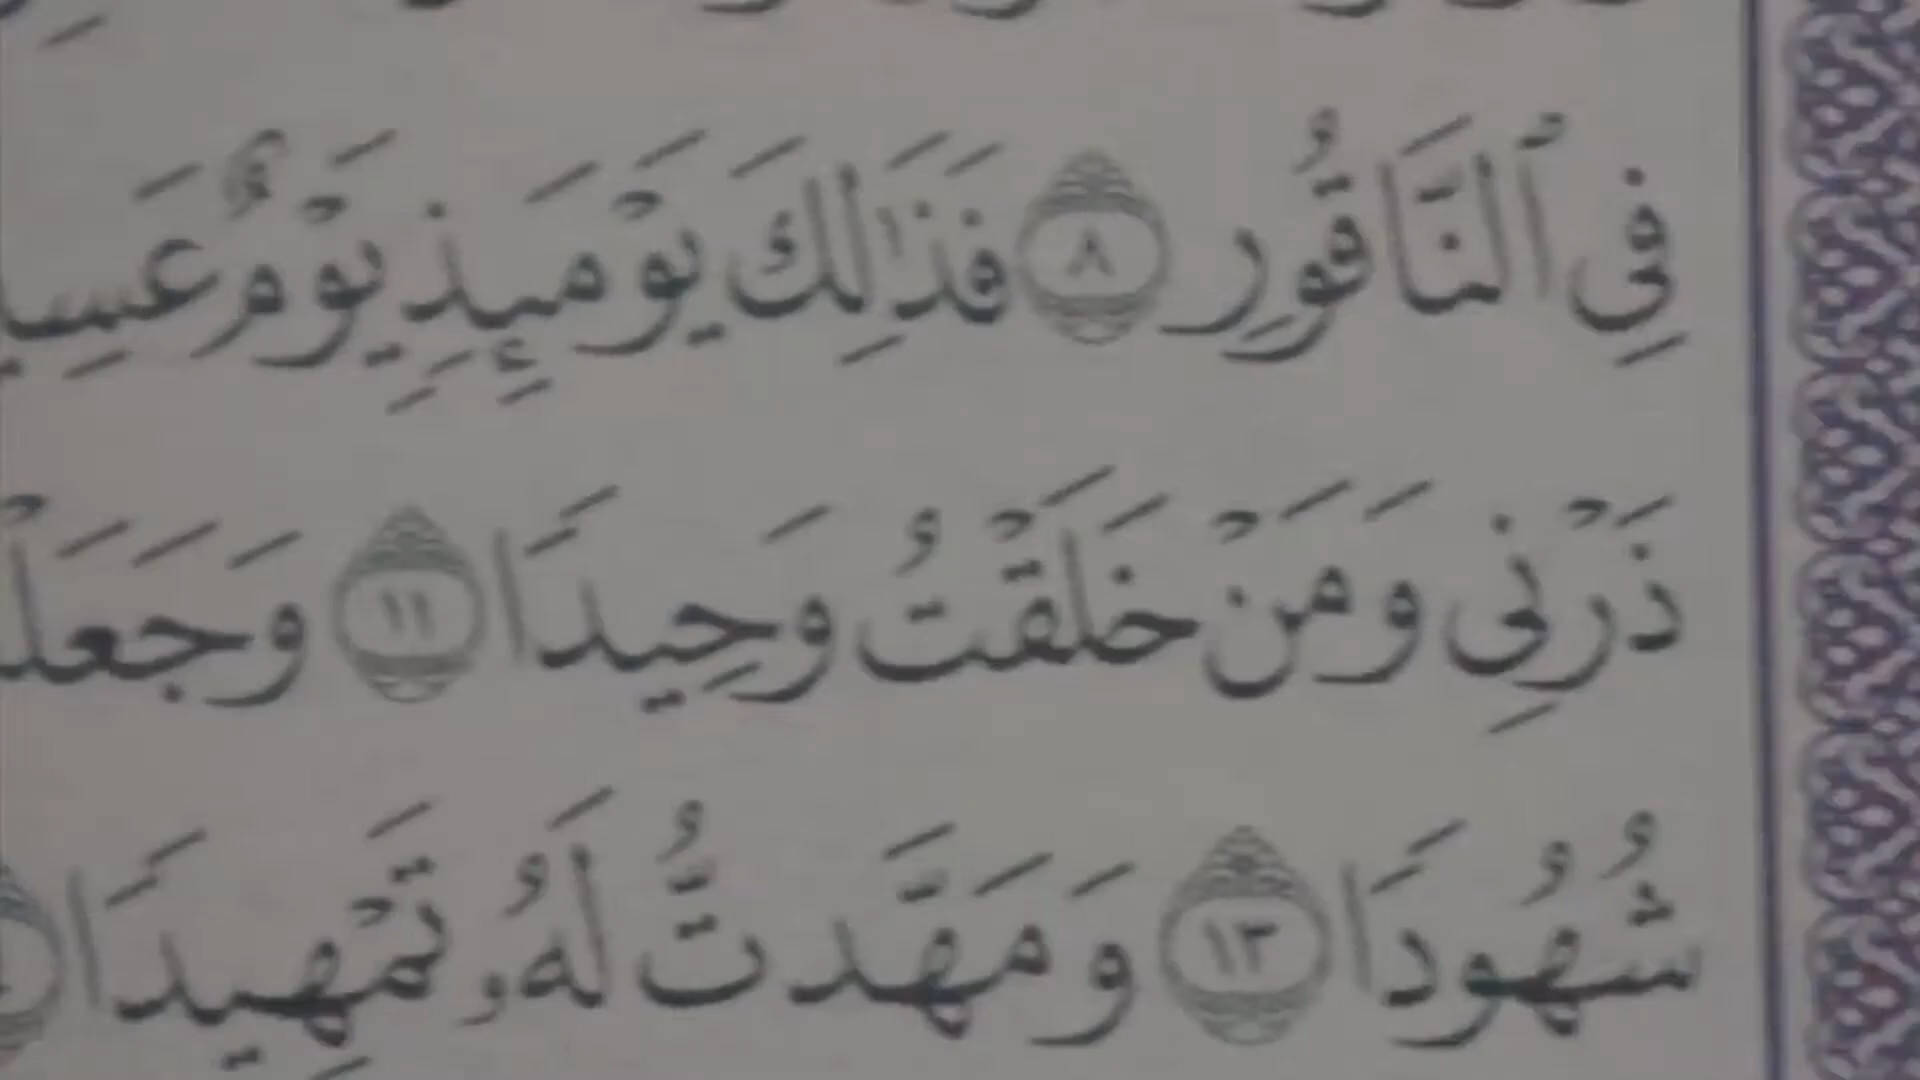 فِي ٱلنَّاقُورِ ٨ فَذَٰلِكَ يَوْمَئِذٍ يَوْمٌ
ذَرْنِي وَمَنْ خَلَقْتُ وَحِيدًا ١١
شُهُودًا ١٣ وَمَهَّدتُّ لَهُۥ تَمْهِيدًا